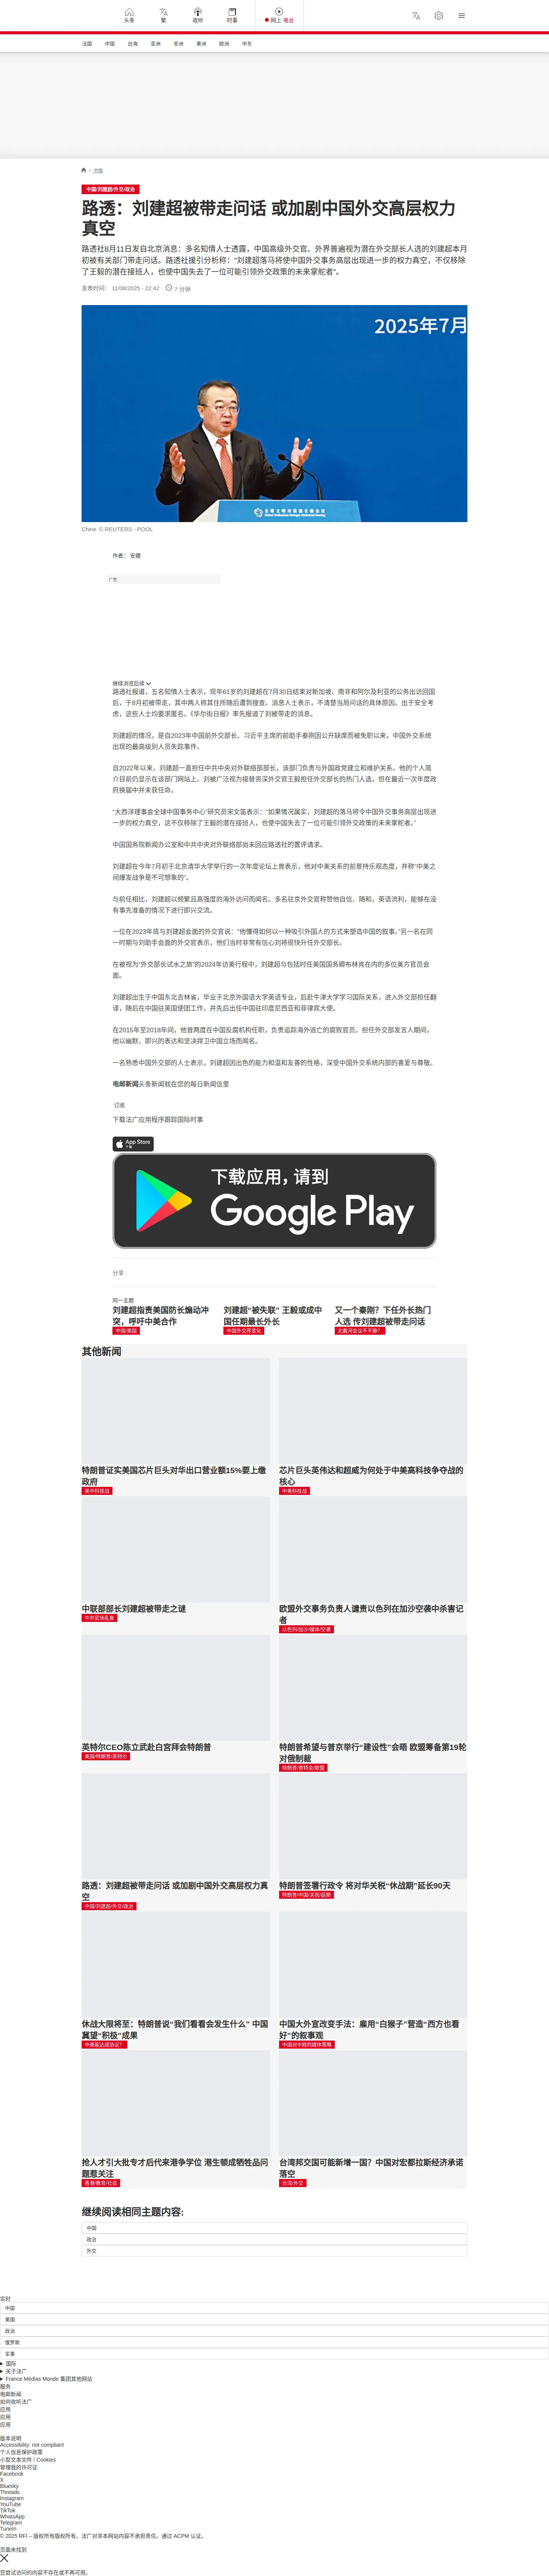 头条
繁
收听
时事
网上 电台
法国
中国
台海
亚洲
非洲
美洲
欧洲
中东
/ 中国
中国/刘建超/外交/政治
路透：刘建超被带走问话 或加剧中国外交高层权力
真空
路透社8月11日发自北京消息：多名知情人士透露，中国高级外交官、外界普遍视为潜在外交部长人选的刘建超本月
初被有关部门带走问话。路透社援引分析称："刘建超落马将使中国外交事务高层出现进一步的权力真空，不仅移除
了王毅的潜在接班人，也使中国失去了一位可能引领外交政策的未来掌舵者"。
发表时间： 11/08/2025 - 22:42
7 分钟
2025年7月
全球文明对话部长级会议
Chine © REUTERS - POOL
作者： 安德
广告
继续浏览后续
路透社报道，五名知情人士表示，现年61岁的刘建超在7月30日结束对新加坡、南非和阿尔及利亚的公务出访回国
后，于8月初被带走，其中两人称其住所随后遭到搜查。消息人士表示，不清楚当局问话的具体原因。出于安全考
虑，这些人士均要求匿名。《华尔街日报》率先报道了刘被带走的消息。
刘建超的情况，是自2023年中国前外交部长、习近平主席的前助手秦刚因公开缺席而被免职以来，中国外交系统
出现的最高级别人员失踪事件。
自2022年以来，刘建超一直担任中共中央对外联络部部长，该部门负责与外国政党建立和维护关系。他的个人简
介目前仍显示在该部门网站上。刘被广泛视为接替资深外交官王毅担任外交部长的热门人选，但在最近一次年度政
府换届中并未获任命。
“大西洋理事会全球中国事务中心”研究员宋文笛表示：“如果情况属实，刘建超的落马将令中国外交事务高层出现进
一步的权力真空，这不仅移除了王毅的潜在接班人，也使中国失去了一位可能引领外交政策的未来掌舵者。”
中国国务院新闻办公室和中共中央对外联络部尚未回应路透社的置评请求。
刘建超在今年7月初于北京清华大学举行的一次年度论坛上曾表示，他对中美关系的前景持乐观态度，并称“中美之
间爆发战争是不可想象的”。
与前任相比，刘建超以频繁且高强度的海外访问而闻名。多名驻京外交官称赞他自信、随和，英语流利，能够在没
有事先准备的情况下进行即兴交流。
一位在2023年底与刘建超会面的外交官说：“他懂得如何以一种吸引外国人的方式来塑造中国的叙事。”另一名在同
一时期与刘助手会面的外交官表示，他们当时非常有信心刘将很快升任外交部长。
在被视为“外交部长试水之旅”的2024年访美行程中，刘建超与包括时任美国国务卿布林肯在内的多位美方官员会
面。
刘建超出生于中国东北吉林省，毕业于北京外国语大学英语专业，后赴牛津大学学习国际关系，进入外交部担任翻
译，随后在中国驻英国使团工作，并先后出任中国驻印度尼西亚和菲律宾大使。
在2015年至2018年间，他曾两度在中国反腐机构任职，负责追踪海外逃亡的腐败官员。担任外交部发言人期间，
他以幽默、即兴的表达和坚决捍卫中国立场而闻名。
一名熟悉中国外交部的人士表示，刘建超因出色的能力和温和友善的性格，深受中国外交系统内部的喜爱与尊敬。
电邮新闻头条新闻就在您的每日新闻信里
订阅
下载法广应用程序跟踪国际时事
App Store
下载
下载应用，请到
Google Play
分享 :
同一主题
刘建超指责美国防长煽动冲
突，呼吁中美合作
中国/美国
刘建超“被失联” 王毅或成中
国任期最长外长
中国外交界变化
又一个秦刚？下任外长热门
人选 传刘建超被带走问话
北戴河会议不平静？
其他新闻
特朗普证实美国芯片巨头对华出口营业额15%要上缴
政府
美中科技战
芯片巨头英伟达和超威为何处于中美高科技争夺战的
核心
中美科技战
中联部部长刘建超被带走之谜
中共官场乱象
欧盟外交事务负责人谴责以色列在加沙空袭中杀害记
者
以色列/加沙/媒体/空袭
英特尔CEO陈立武赴白宫拜会特朗普
美国/特朗普/英特尔
特朗普希望与普京举行“建设性”会晤 欧盟筹备第19轮
对俄制裁
特朗普/普特会/欧盟
路透：刘建超被带走问话 或加剧中国外交高层权力真
空
中国/刘建超/外交/政治
特朗普签署行政令 将对华关税“休战期”延长90天
特朗普/中国/关税/延期
休战大限将至：特朗普说“我们看看会发生什么” 中国
冀望“积极”成果
中美能达成协议？
中国大外宣改变手法：雇用“白猴子”营造“西方也看
好”的叙事观
中国对中欧的媒体策略
抢人才引大批专才后代来港争学位 港生顿成牺牲品问
题惹关注
香港/教育/社会
台湾邦交国可能新增一国？中国对宏都拉斯经济承诺
落空
台湾/外交
继续阅读相同主题内容:
中国
政治
外交
实时
中国
美国
政治
俄罗斯
军事
国际
关于法广
France Médias Monde 集团其他网站
服务
电邮新闻
如何收听法广
应用
应用
应用
版本说明
Accessibility: not compliant
个人信息保护政策
小型文本文件 / Cookies
管理我的许可证
Facebook
X
Bluesky
Threads
Instagram
YouTube
TikTok
WhatsApp
Telegram
TuneIn
© 2025 RFI – 版权所有版权所有。法广对非本网站内容不承担责任。通过 ACPM 认证。
页面未找到
您尝试访问的内容不存在或不再可用。